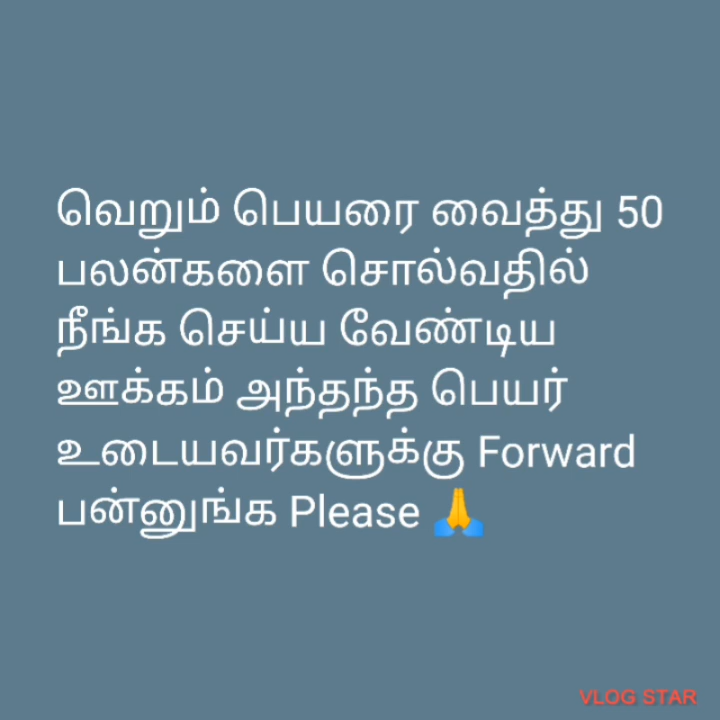 வெறும் பெயரை வைத்து 50
பலன்களை சொல்வதில்
நீங்க செய்ய வேண்டிய
ஊக்கம் அந்தந்த பெயர்
உடையவர்களுக்கு Forward
பன்னுங்க Please 🙏
VLOG STAR